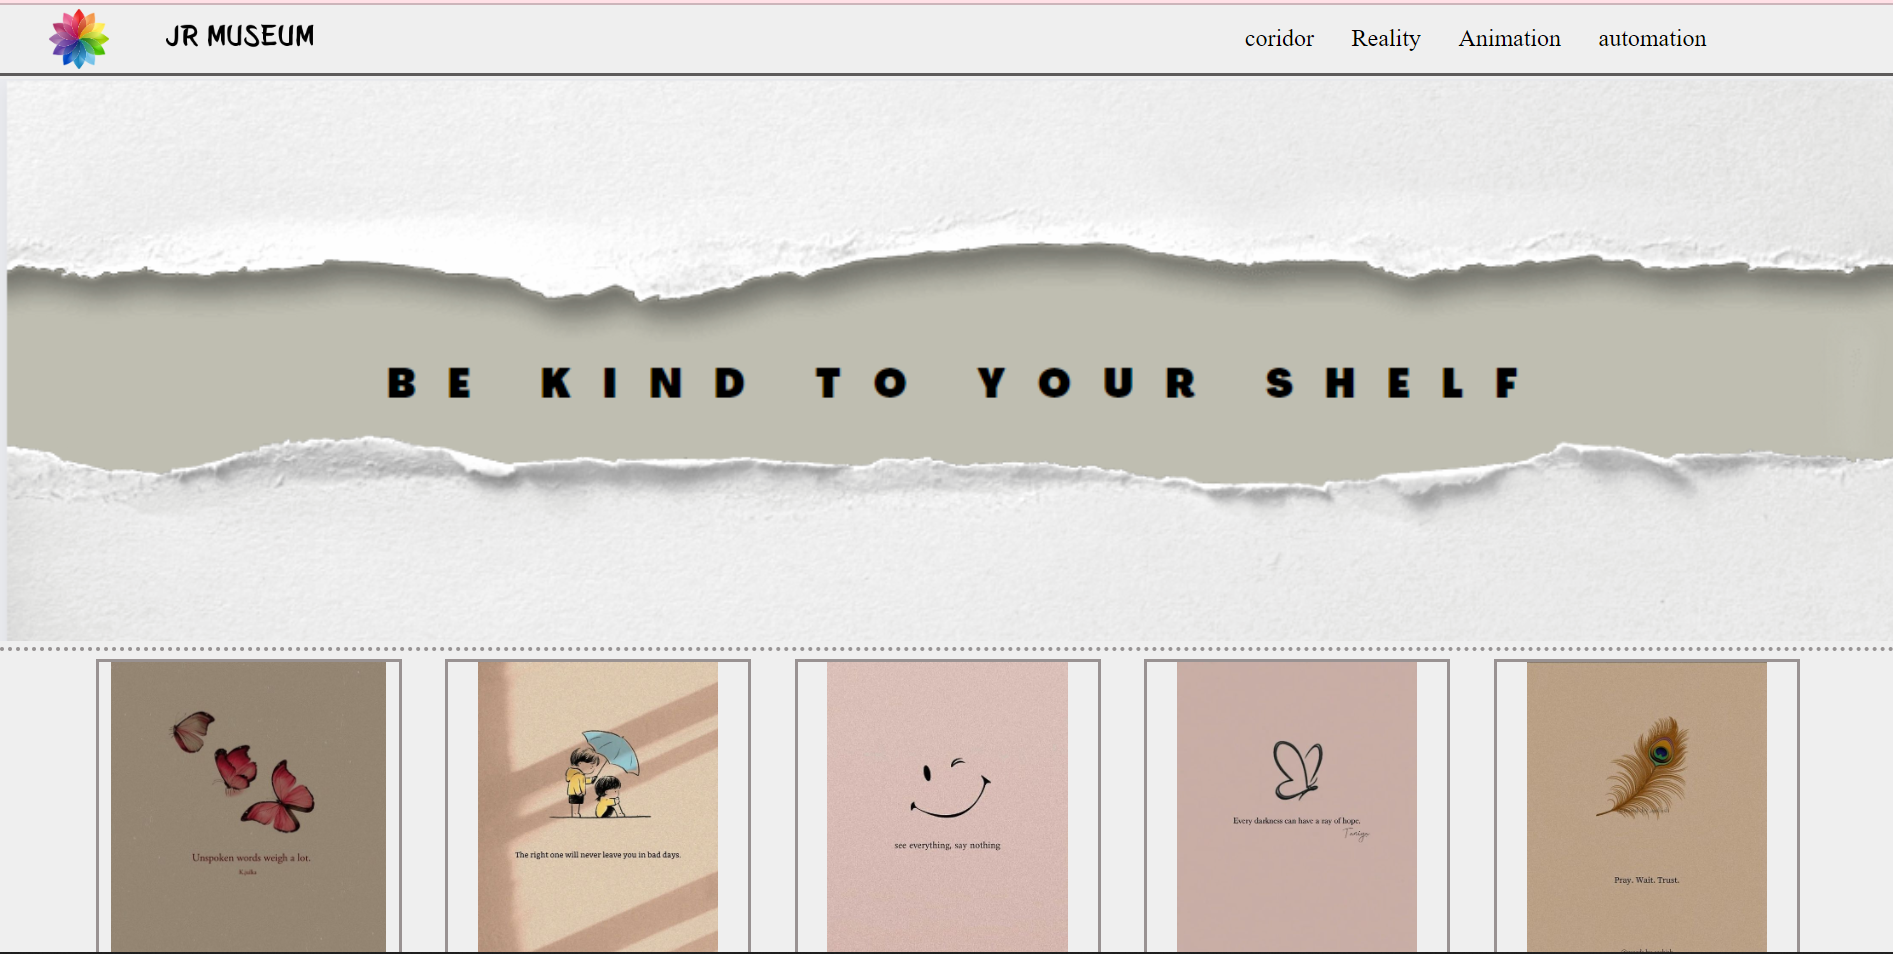 JR MUSEUM
coridor Reality Animation automation
BE KIND TO YOUR SHELF
Unspoken words weigh a lot.
The right one will never leave you in bad days.
see everything, say nothing
Every darkness can have a ray of hope.
Pray. Wait. Trust.